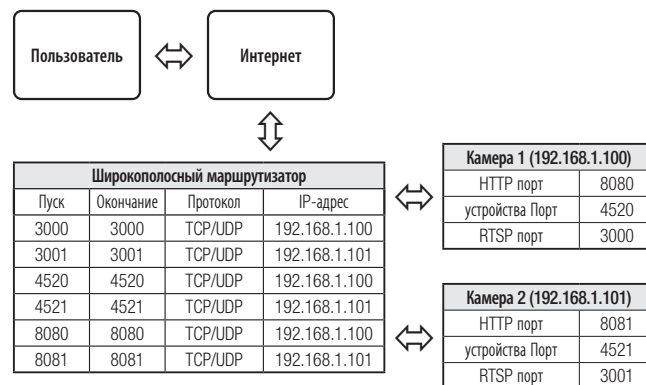 Пользователь
Интернет
Широкополосный маршрутизатор
Пуск Окончание Протокол IP-адрес
3000 3000 TCP/UDP 192.168.1.100
3001 3001 TCP/UDP 192.168.1.101
4520 4520 TCP/UDP 192.168.1.100
4521 4521 TCP/UDP 192.168.1.101
8080 8080 TCP/UDP 192.168.1.100
8081 8081 TCP/UDP 192.168.1.101
Камера 1 (192.168.1.100)
HTTP порт 8080
устройства Порт 4520
RTSP порт 3000
Камера 2 (192.168.1.101)
HTTP порт 8081
устройства Порт 4521
RTSP порт 3001